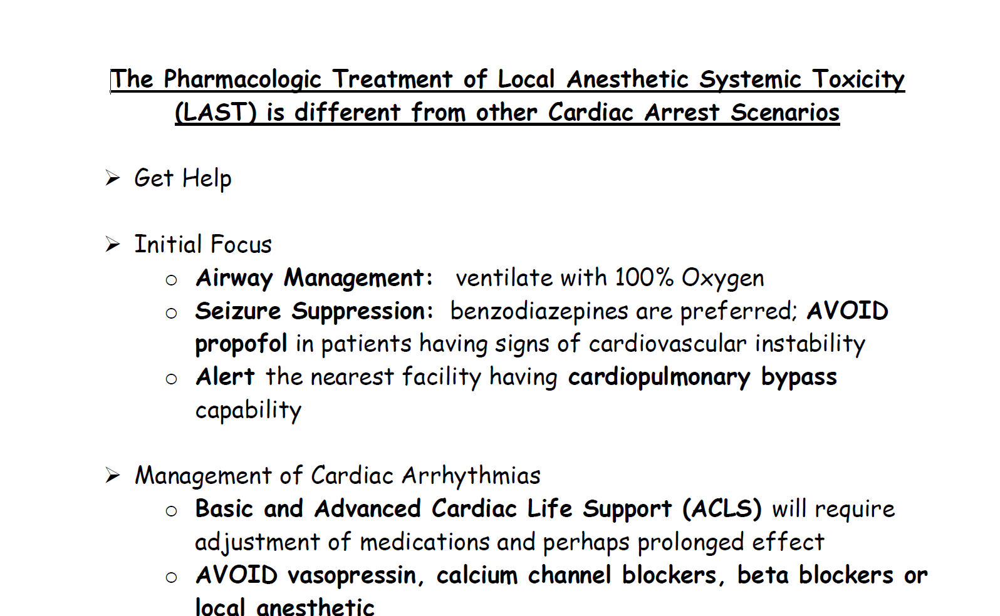 The Pharmacologic Treatment of Local Anesthetic Systemic Toxicity
(LAST) is different from other Cardiac Arrest Scenarios
➢ Get Help
➢ Initial Focus
o Airway Management: ventilate with 100% Oxygen
o Seizure Suppression: benzodiazepines are preferred; AVOID
propofol in patients having signs of cardiovascular instability
o Alert the nearest facility having cardiopulmonary bypass
capability
➢ Management of Cardiac Arrhythmias
o Basic and Advanced Cardiac Life Support (ACLS) will require
adjustment of medications and perhaps prolonged effect
o AVOID vasopressin, calcium channel blockers, beta blockers or
local anesthetic